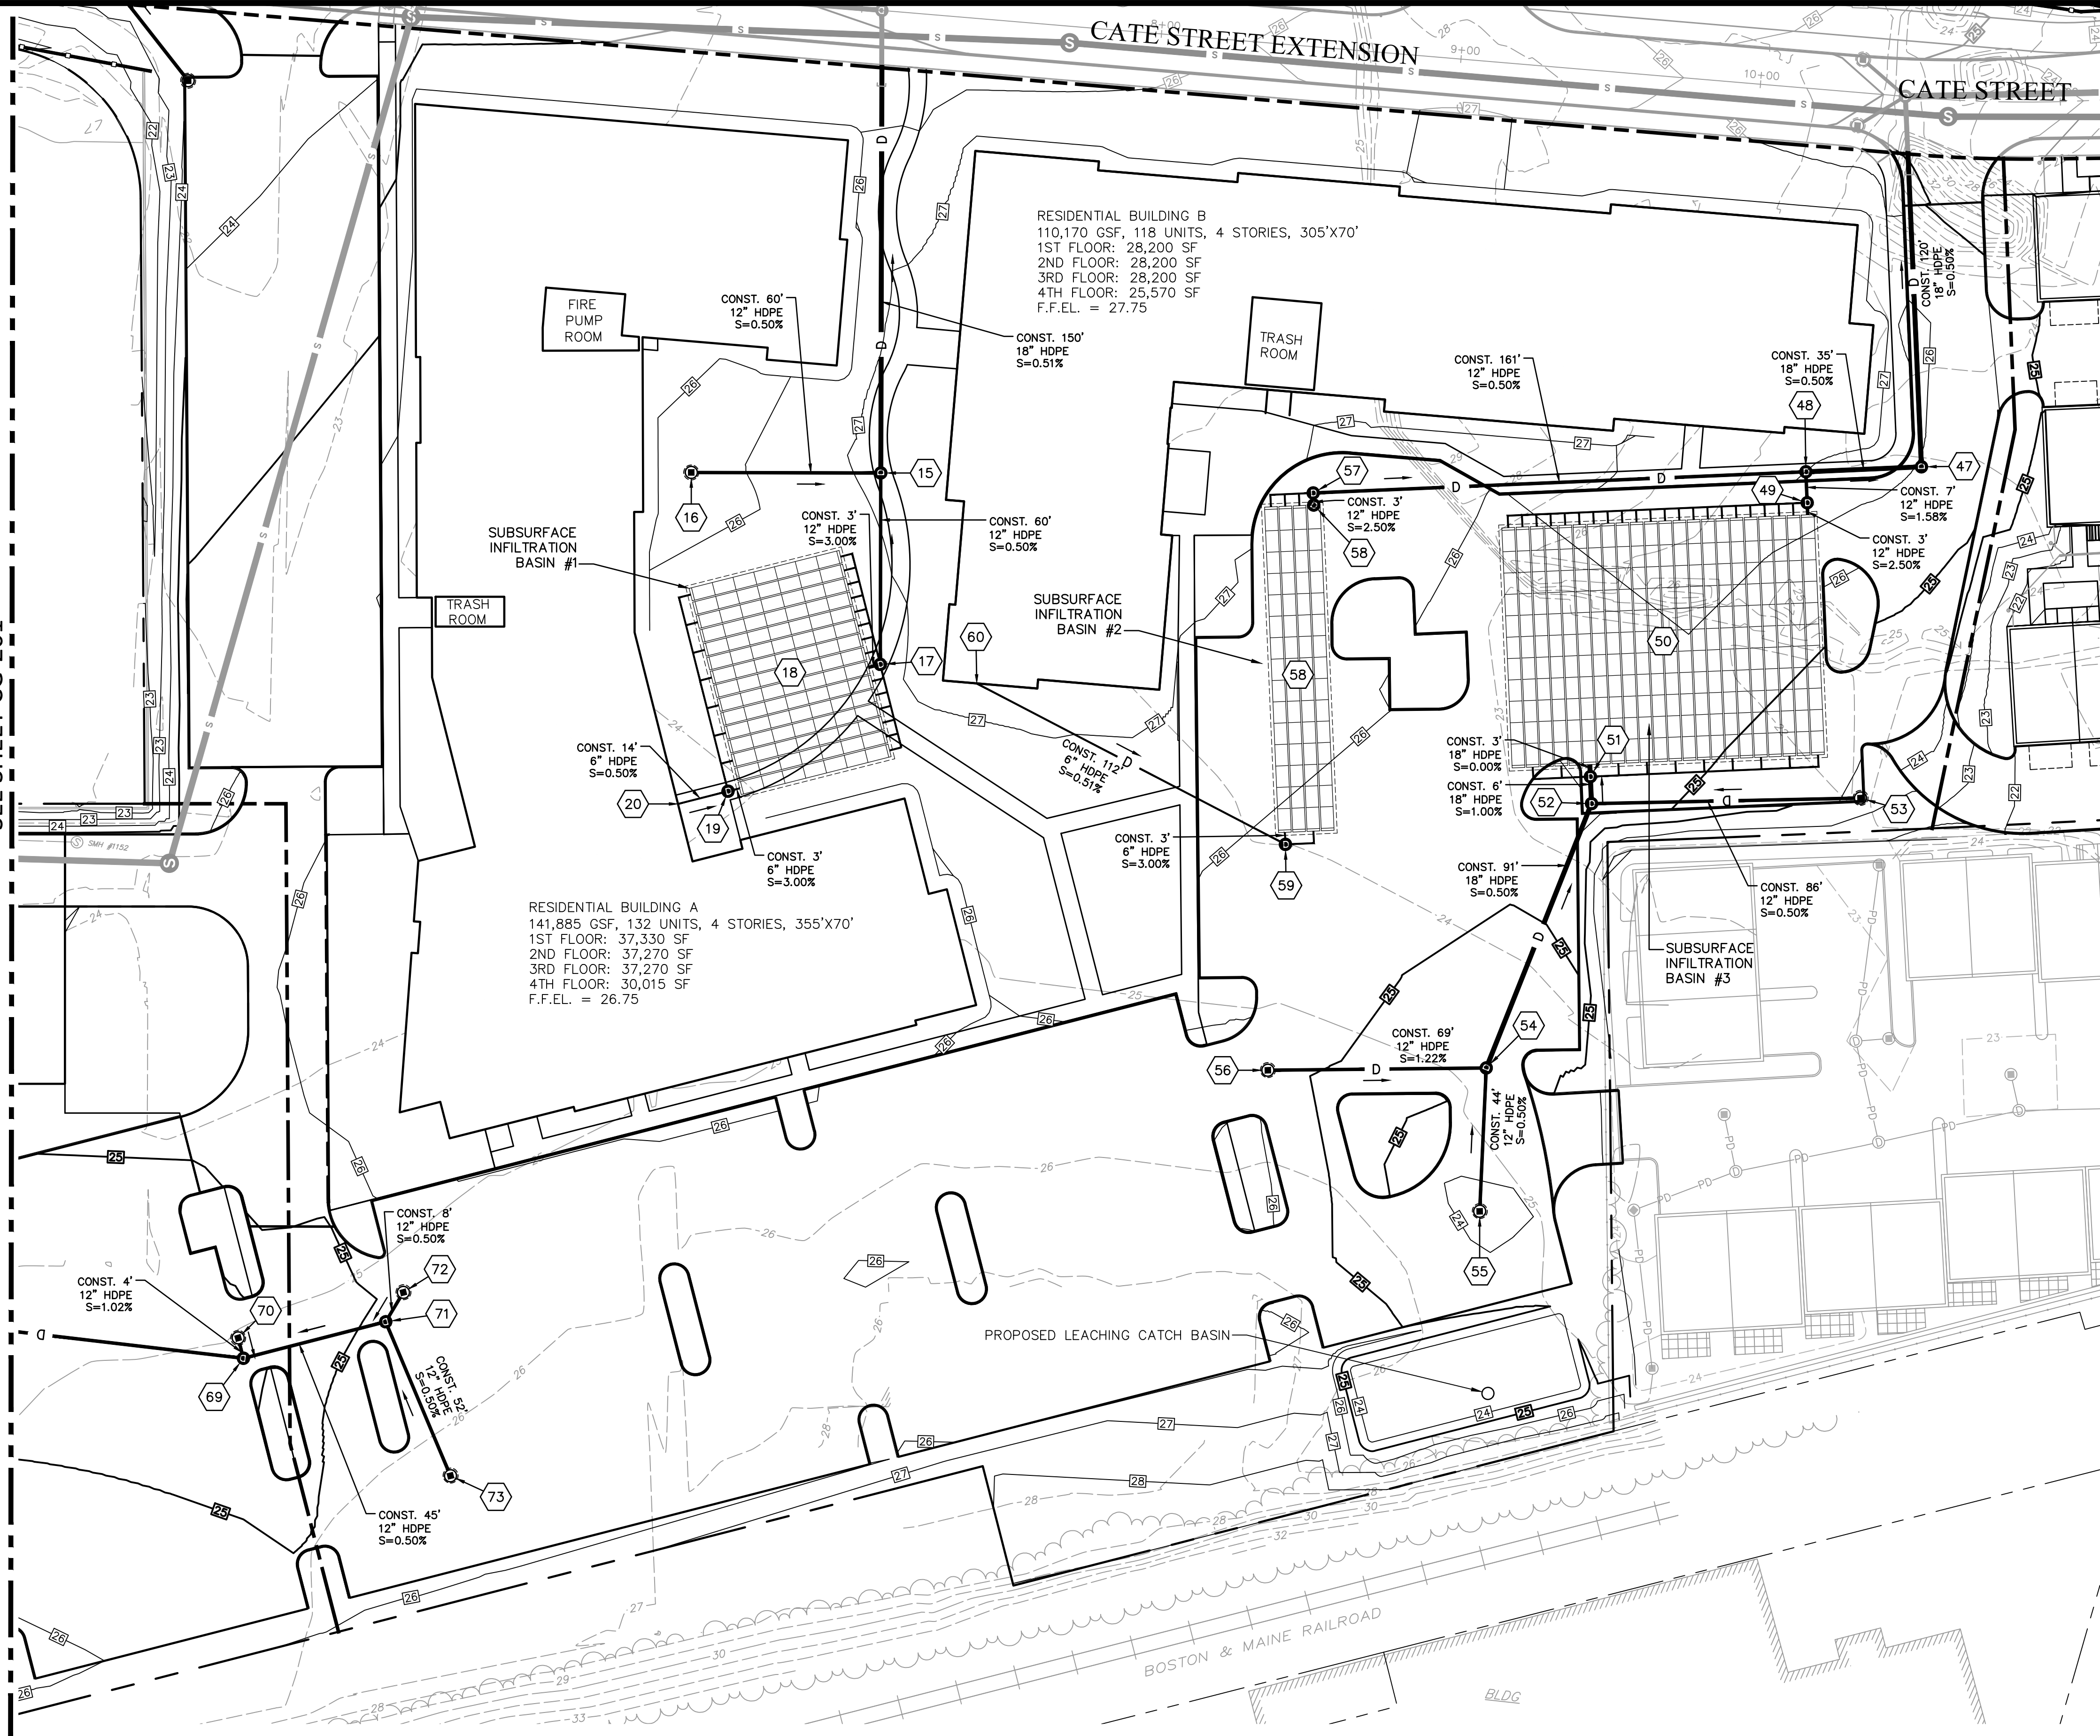 CATE STREET EXTENSION
CATE STREET
8+00
9+00
10+00
RESIDENTIAL BUILDING B
110,170 GSF, 118 UNITS, 4 STORIES, 305'X70'
1ST FLOOR: 28,200 SF
2ND FLOOR: 28,200 SF
3RD FLOOR: 28,200 SF
4TH FLOOR: 25,570 SF
F.F.EL. = 27.75
FIRE
PUMP
ROOM
CONST. 60'
12" HDPE
S=0.50%
CONST. 150'
18" HDPE
S=0.51%
TRASH
ROOM
CONST. 161'
12" HDPE
S=0.50%
CONST. 35'
18" HDPE
S=0.50%
CONST. 120'
18" HDPE
S=0.50%
48
47
15
16
57
49
CONST. 3'
12" HDPE
S=2.50%
58
CONST. 7'
12" HDPE
S=1.58%
CONST. 3'
12" HDPE
S=2.50%
SUBSURFACE
INFILTRATION
BASIN #1
CONST. 3'
12" HDPE
S=3.00%
CONST. 60'
12" HDPE
S=0.50%
TRASH
ROOM
SUBSURFACE
INFILTRATION
BASIN #2
60
17
18
58
50
51
CONST. 14'
6" HDPE
S=0.50%
CONST. 112'
6" HDPE
S=0.51%
CONST. 3'
18" HDPE
S=0.00%
CONST. 6'
18" HDPE
S=1.00%
52
53
20
19
CONST. 3'
6" HDPE
S=3.00%
CONST. 3'
6" HDPE
S=3.00%
59
CONST. 91'
18" HDPE
S=0.50%
CONST. 86'
12" HDPE
S=0.50%
SMH #1152
RESIDENTIAL BUILDING A
141,885 GSF, 132 UNITS, 4 STORIES, 355'X70'
1ST FLOOR: 37,330 SF
2ND FLOOR: 37,270 SF
3RD FLOOR: 37,270 SF
4TH FLOOR: 30,015 SF
F.F.EL. = 26.75
SUBSURFACE
INFILTRATION
BASIN #3
CONST. 69'
12" HDPE
S=1.22%
54
56
CONST. 44'
12" HDPE
S=0.50%
55
CONST. 8'
12" HDPE
S=0.50%
CONST. 4'
12" HDPE
S=1.02%
70
72
71
69
CONST. 52'
12" HDPE
S=0.50%
73
CONST. 45'
12" HDPE
S=0.50%
PROPOSED LEACHING CATCH BASIN
BOSTON & MAINE RAILROAD
BLDG